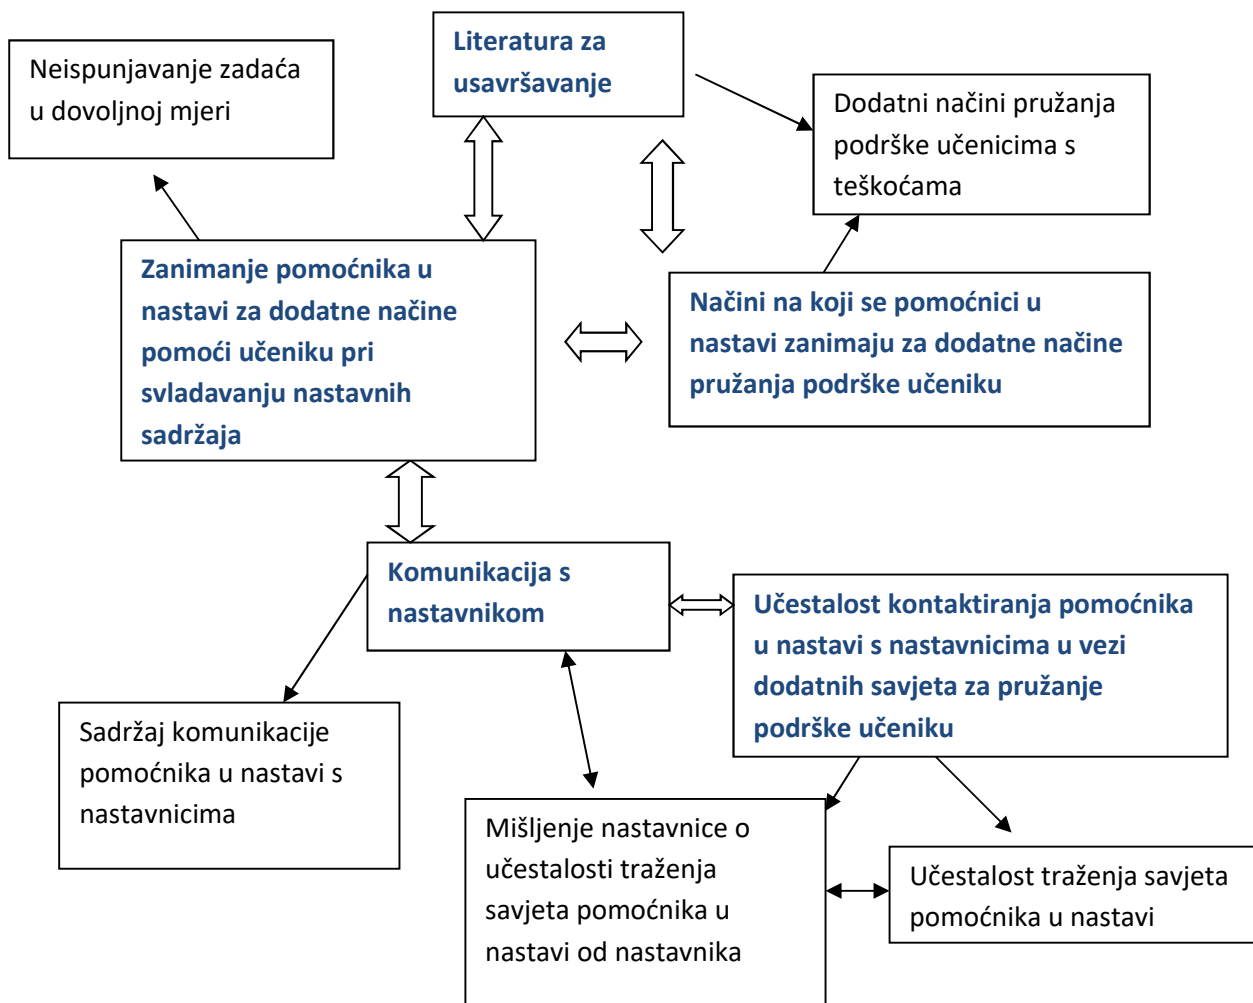 Literatura za
usavršavanje
Neispunjavanje zadaća
u dovoljnoj mjeri
Dodatni načini pružanja
podrške učenicima s
teškoćama
Zanimanje pomoćnika u
nastavi za dodatne načine
pomoći učeniku pri
svladavanju nastavnih
sadržaja
Načini na koji se pomoćnici u
nastavi zanimaju za dodatne načine
pružanja podrške učeniku
Komunikacija s
nastavnikom
Učestalost kontaktiranja pomoćnika
u nastavi s nastavnicima u vezi
dodatnih savjeta za pružanje
podrške učeniku
Sadržaj komunikacije
pomoćnika u nastavi s
nastavnicima
Mišljenje nastavnice o
učestalosti traženja
savjeta pomoćnika u
nastavi od nastavnika
Učestalost traženja savjeta
pomoćnika u nastavi